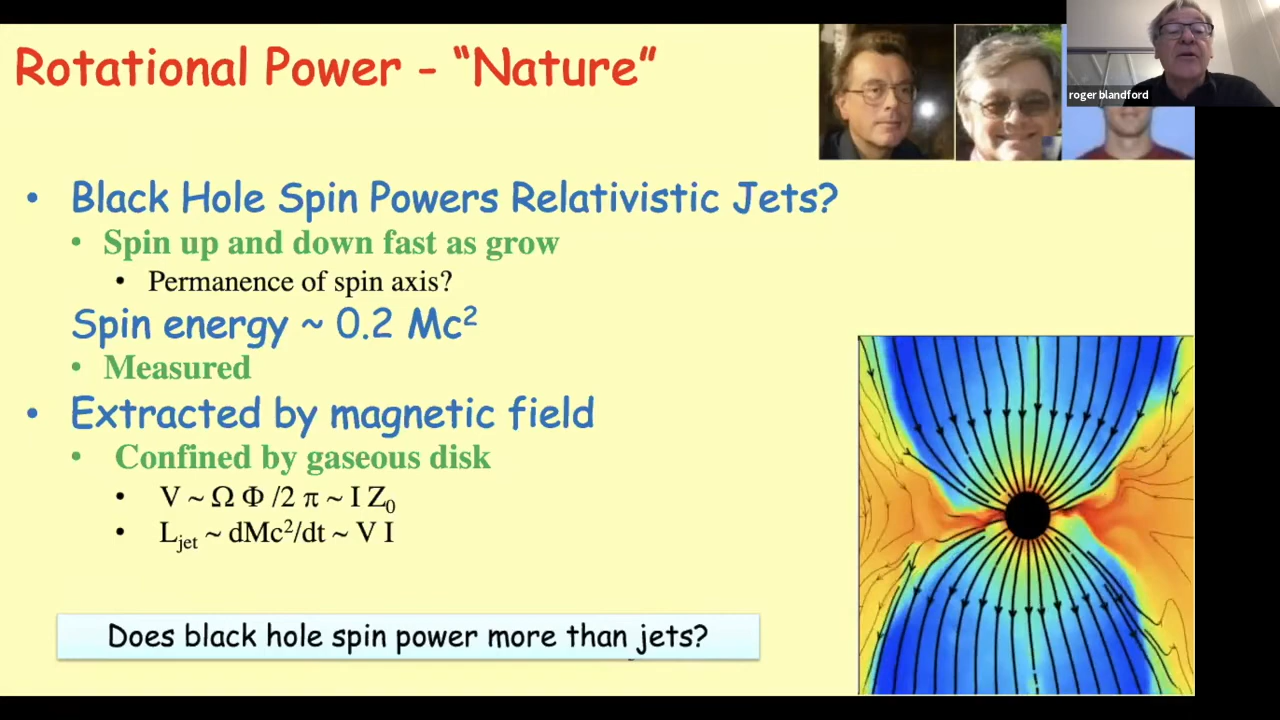 Rotational Power - “Nature”
roger blandford
• Black Hole Spin Powers Relativistic Jets?
• Spin up and down fast as grow
• Permanence of spin axis?
Spin energy ~ 0.2 Mc²
• Measured
• Extracted by magnetic field
• Confined by gaseous disk
• V ~ Ω Φ /2 π ~ I Z₀
• L_jet ~ dMc²/dt ~ V I
Does black hole spin power more than jets?